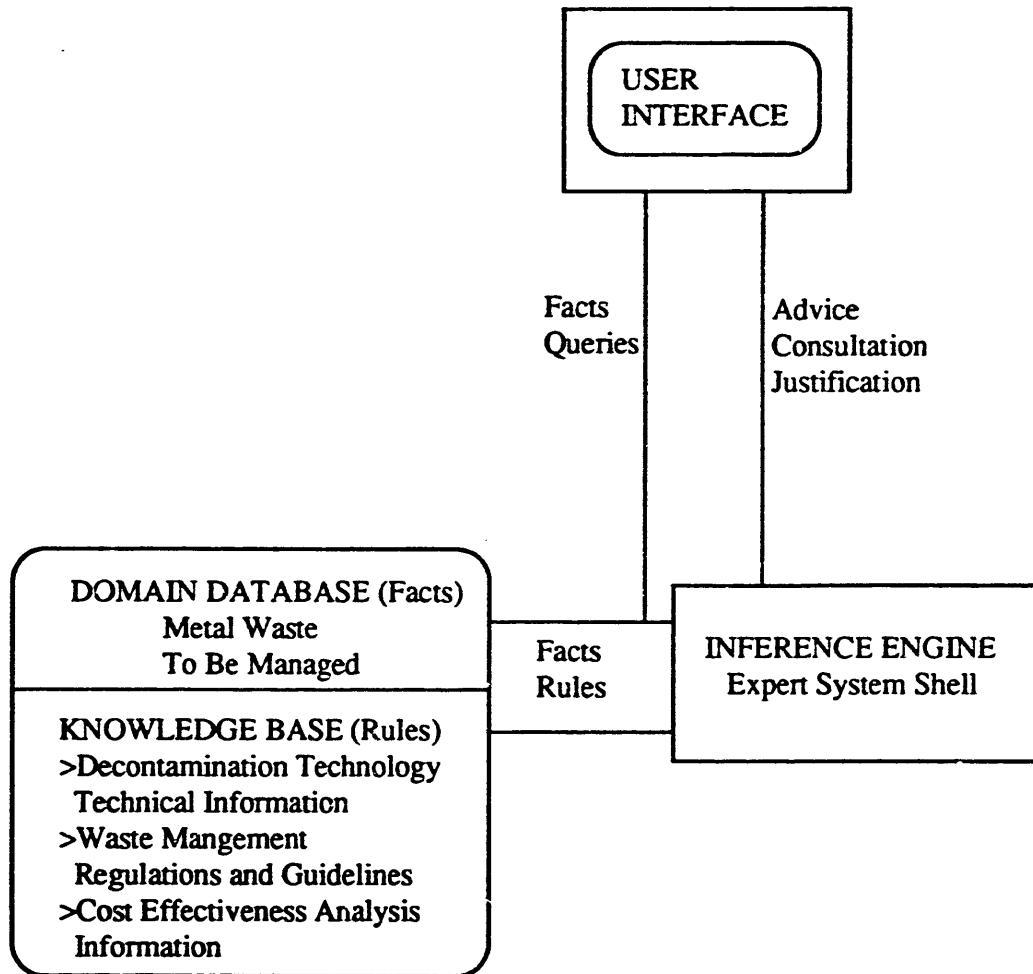 USER
INTERFACE
Facts
Queries
Advice
Consultation
Justification
DOMAIN DATABASE (Facts)
Metal Waste
To Be Managed
Facts
Rules
INFERENCE ENGINE
Expert System Shell
KNOWLEDGE BASE (Rules)
>Decontamination Technology
Technical Information
>Waste Mangement
Regulations and Guidelines
>Cost Effectiveness Analysis
Information